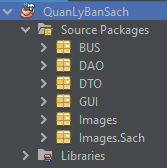 QuanLyBanSach
Source Packages
BUS
DAO
DTO
GUI
Images
Images.Sach
Libraries